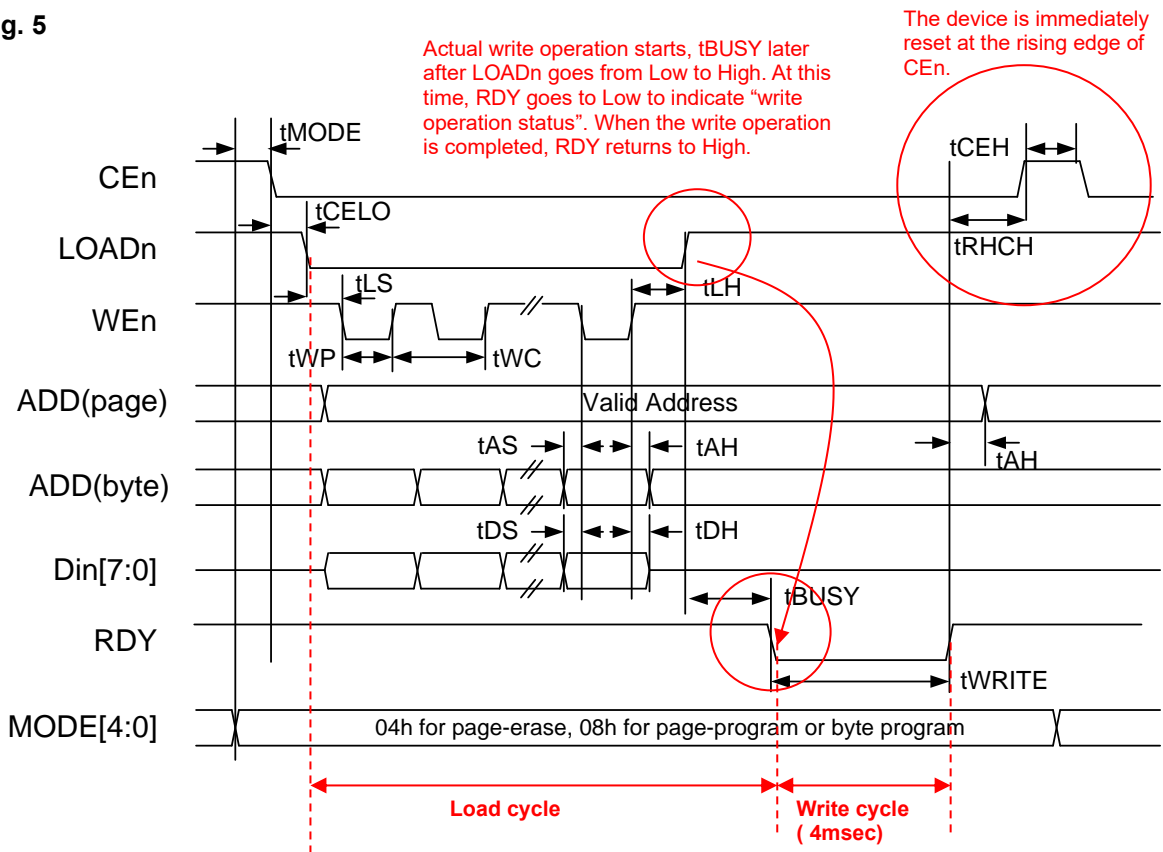 g. 5
The device is immediately
reset at the rising edge of
CEn.
Actual write operation starts, tBUSY later
after LOADn goes from Low to High. At this
time, RDY goes to Low to indicate “write
operation status”. When the write operation
is completed, RDY returns to High.
tMODE
tCEH
CEn
tCELO
LOADn
tRHCH
tLS
tLH
WEn
tWP
tWC
ADD(page)
Valid Address
tAS
tAH
tAH
ADD(byte)
tDS
tDH
Din[7:0]
tBUSY
RDY
tWRITE
MODE[4:0]
04h for page-erase, 08h for page-program or byte program
Load cycle
Write cycle
( 4msec)